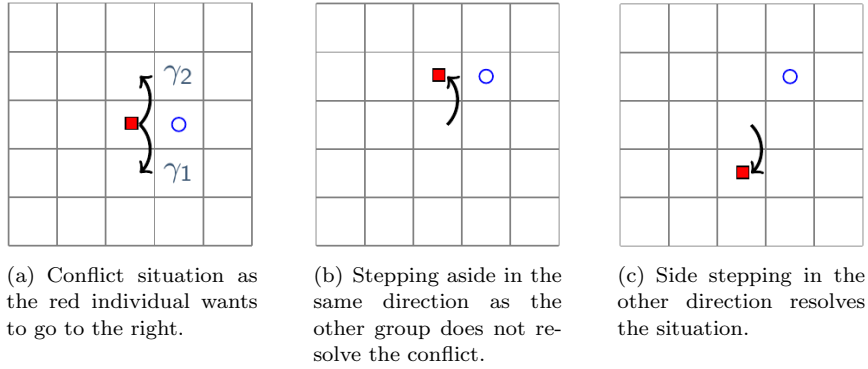 γ2
γ1
(a) Conflict situation as
the red individual wants
to go to the right.
(b) Stepping aside in the
same direction as the
other group does not re-
solve the conflict.
(c) Side stepping in the
other direction resolves
the situation.